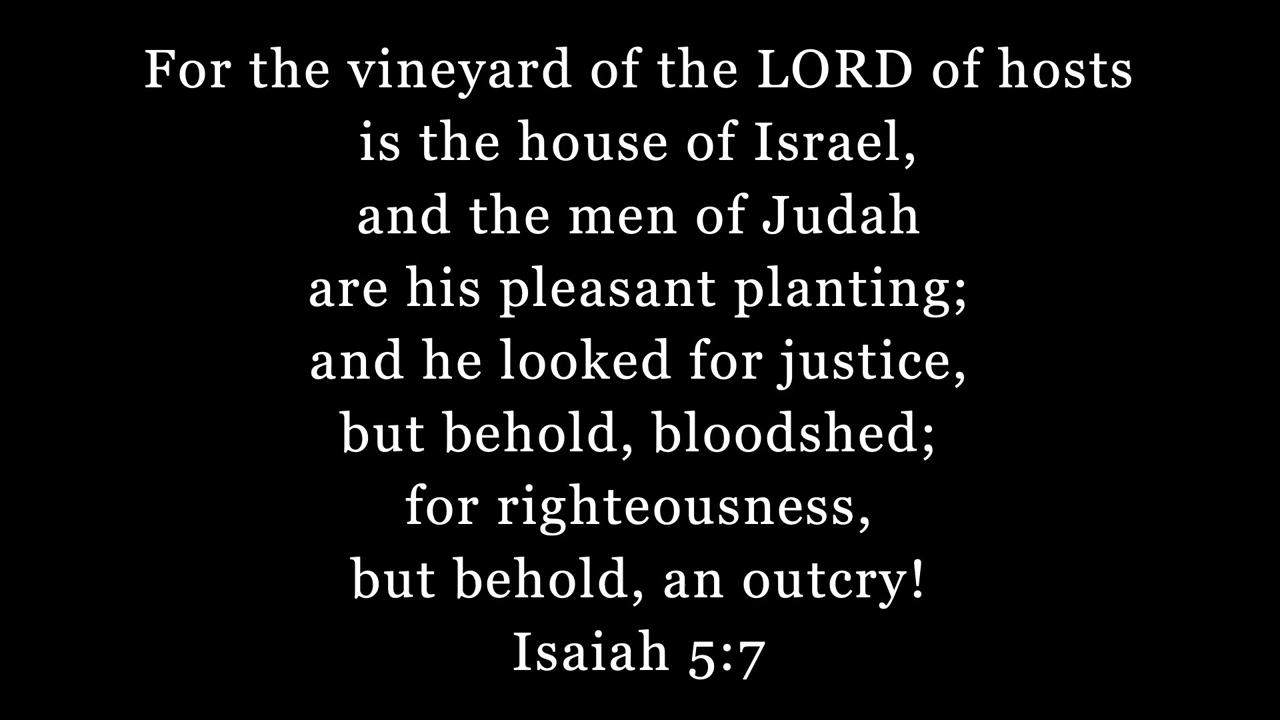 For the vineyard of the LORD of hosts
is the house of Israel,
and the men of Judah
are his pleasant planting;
and he looked for justice,
but behold, bloodshed;
for righteousness,
but behold, an outcry!
Isaiah 5:7